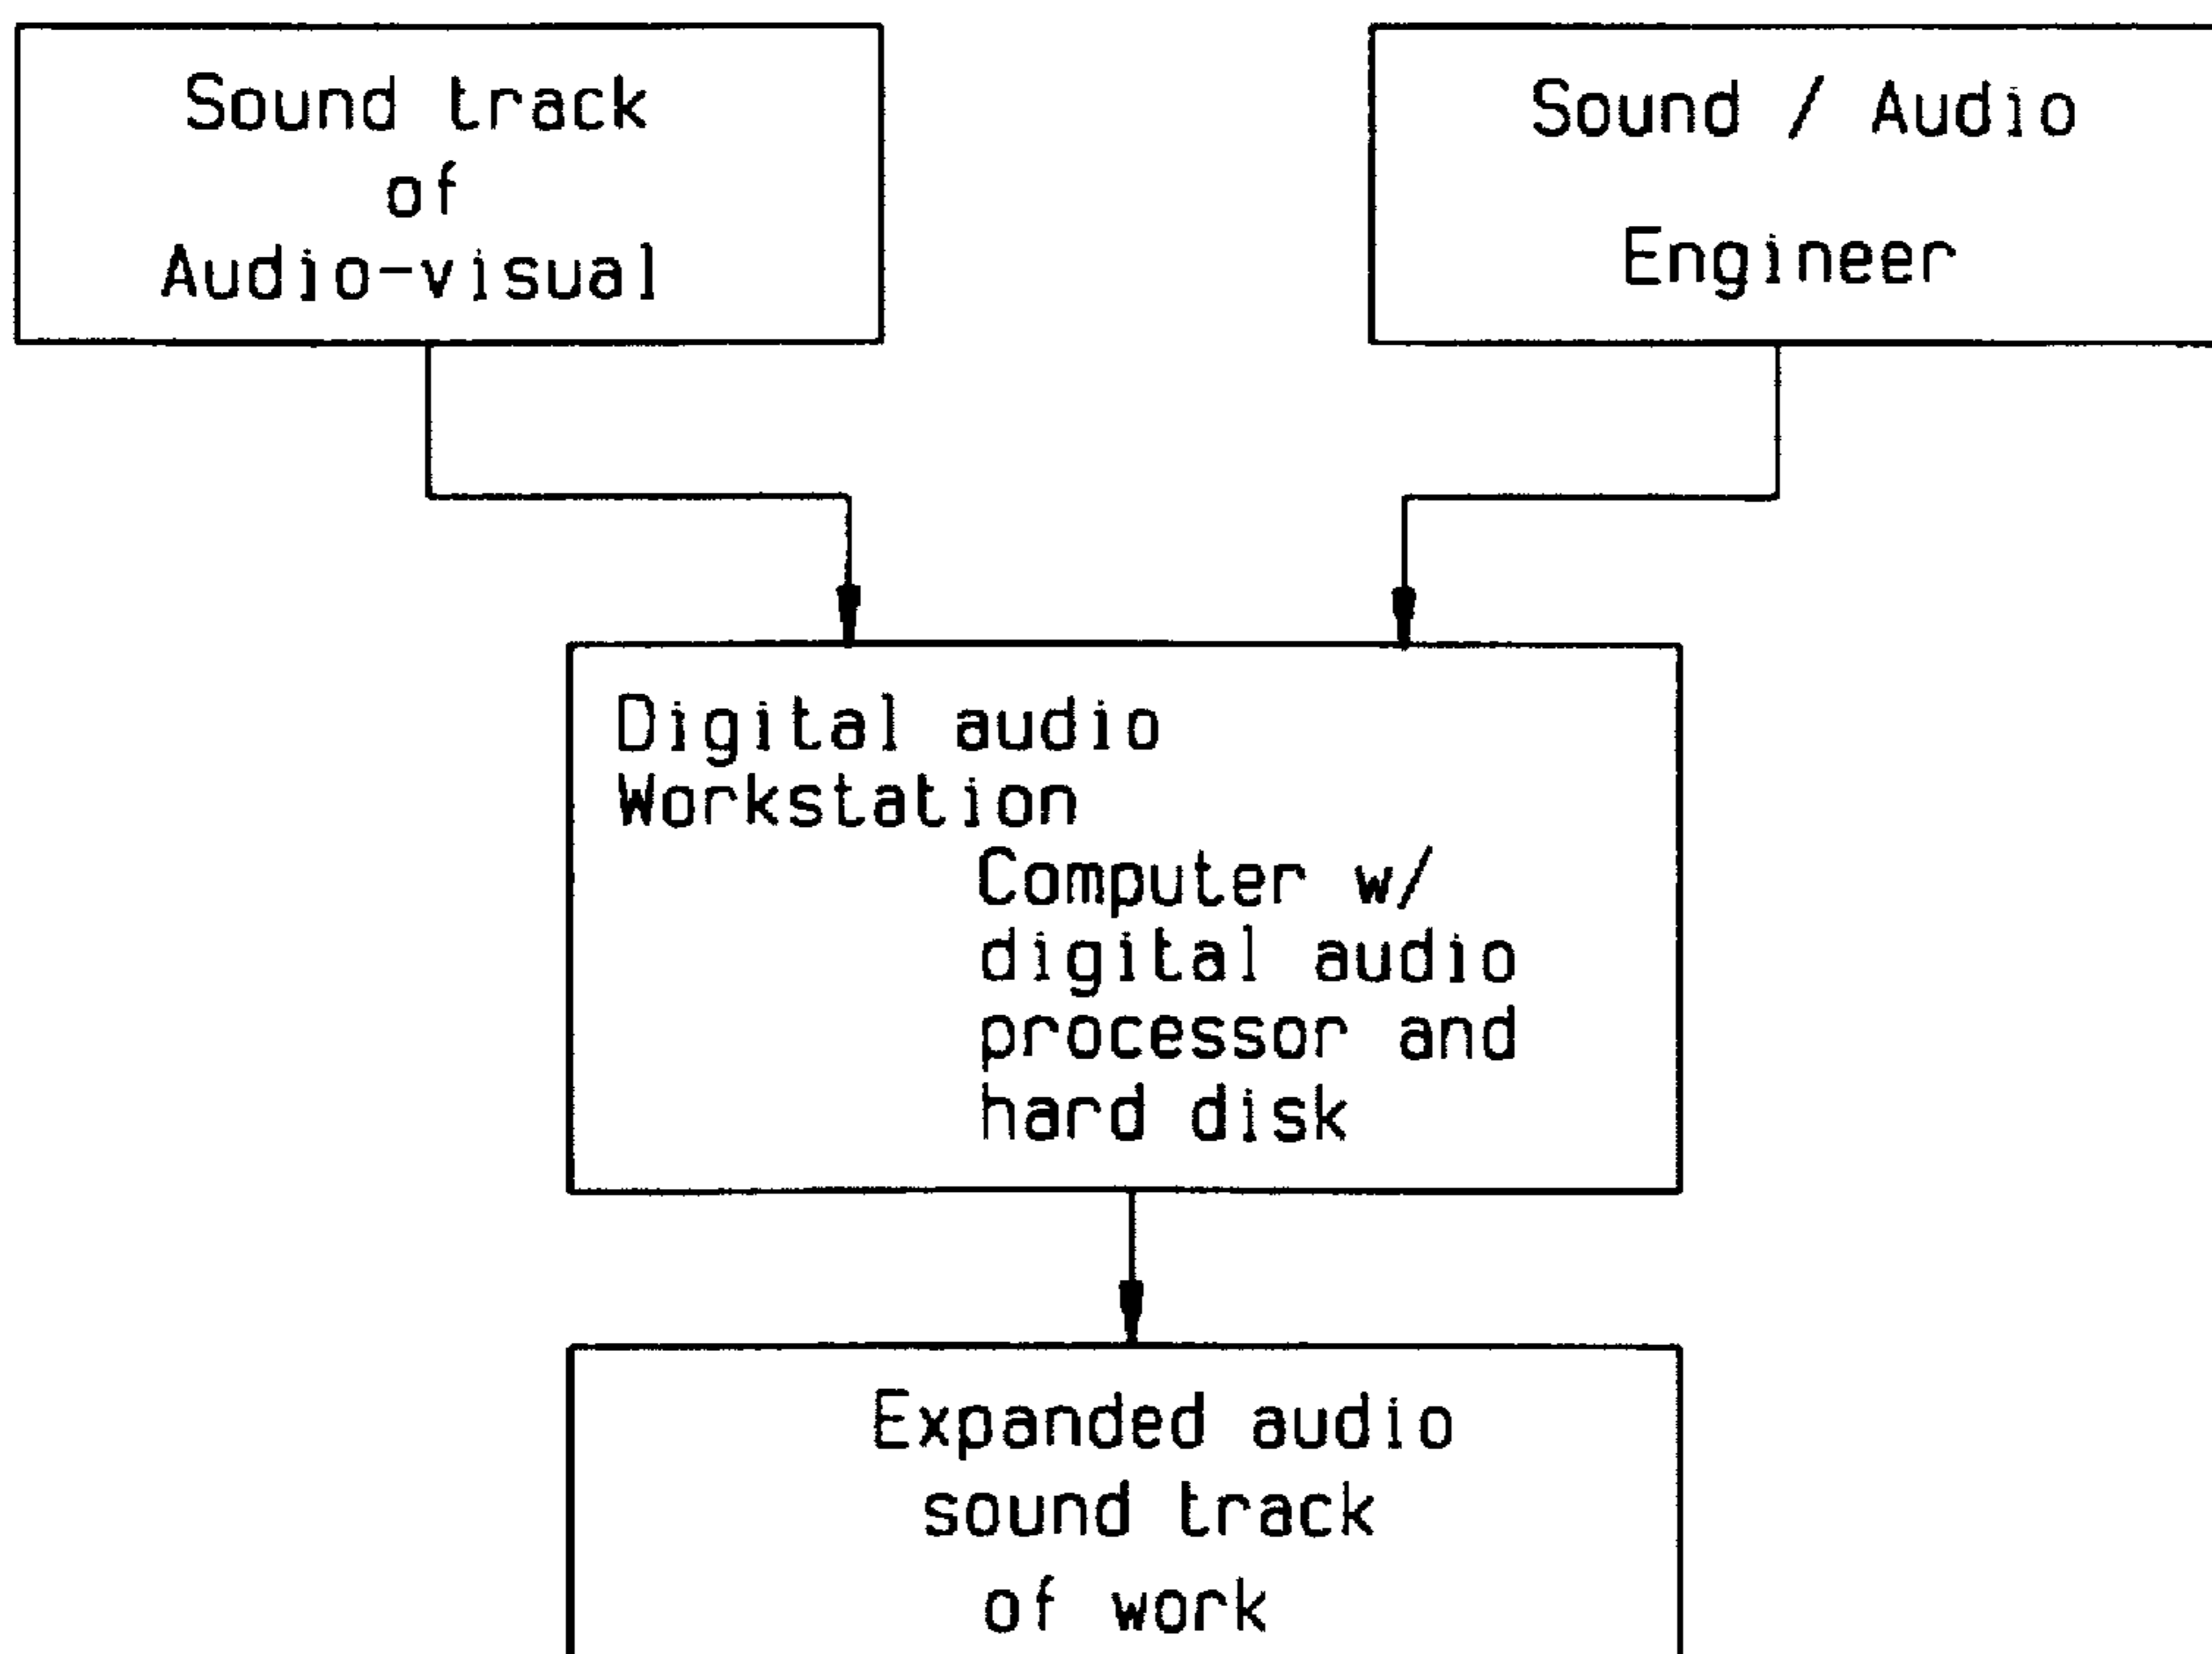 Sound track
of
Audio-visual
Sound / Audio
Engineer
Digital audio
Workstation
Computer w/
digital audio
processor and
hard disk
Expanded audio
sound track
of work